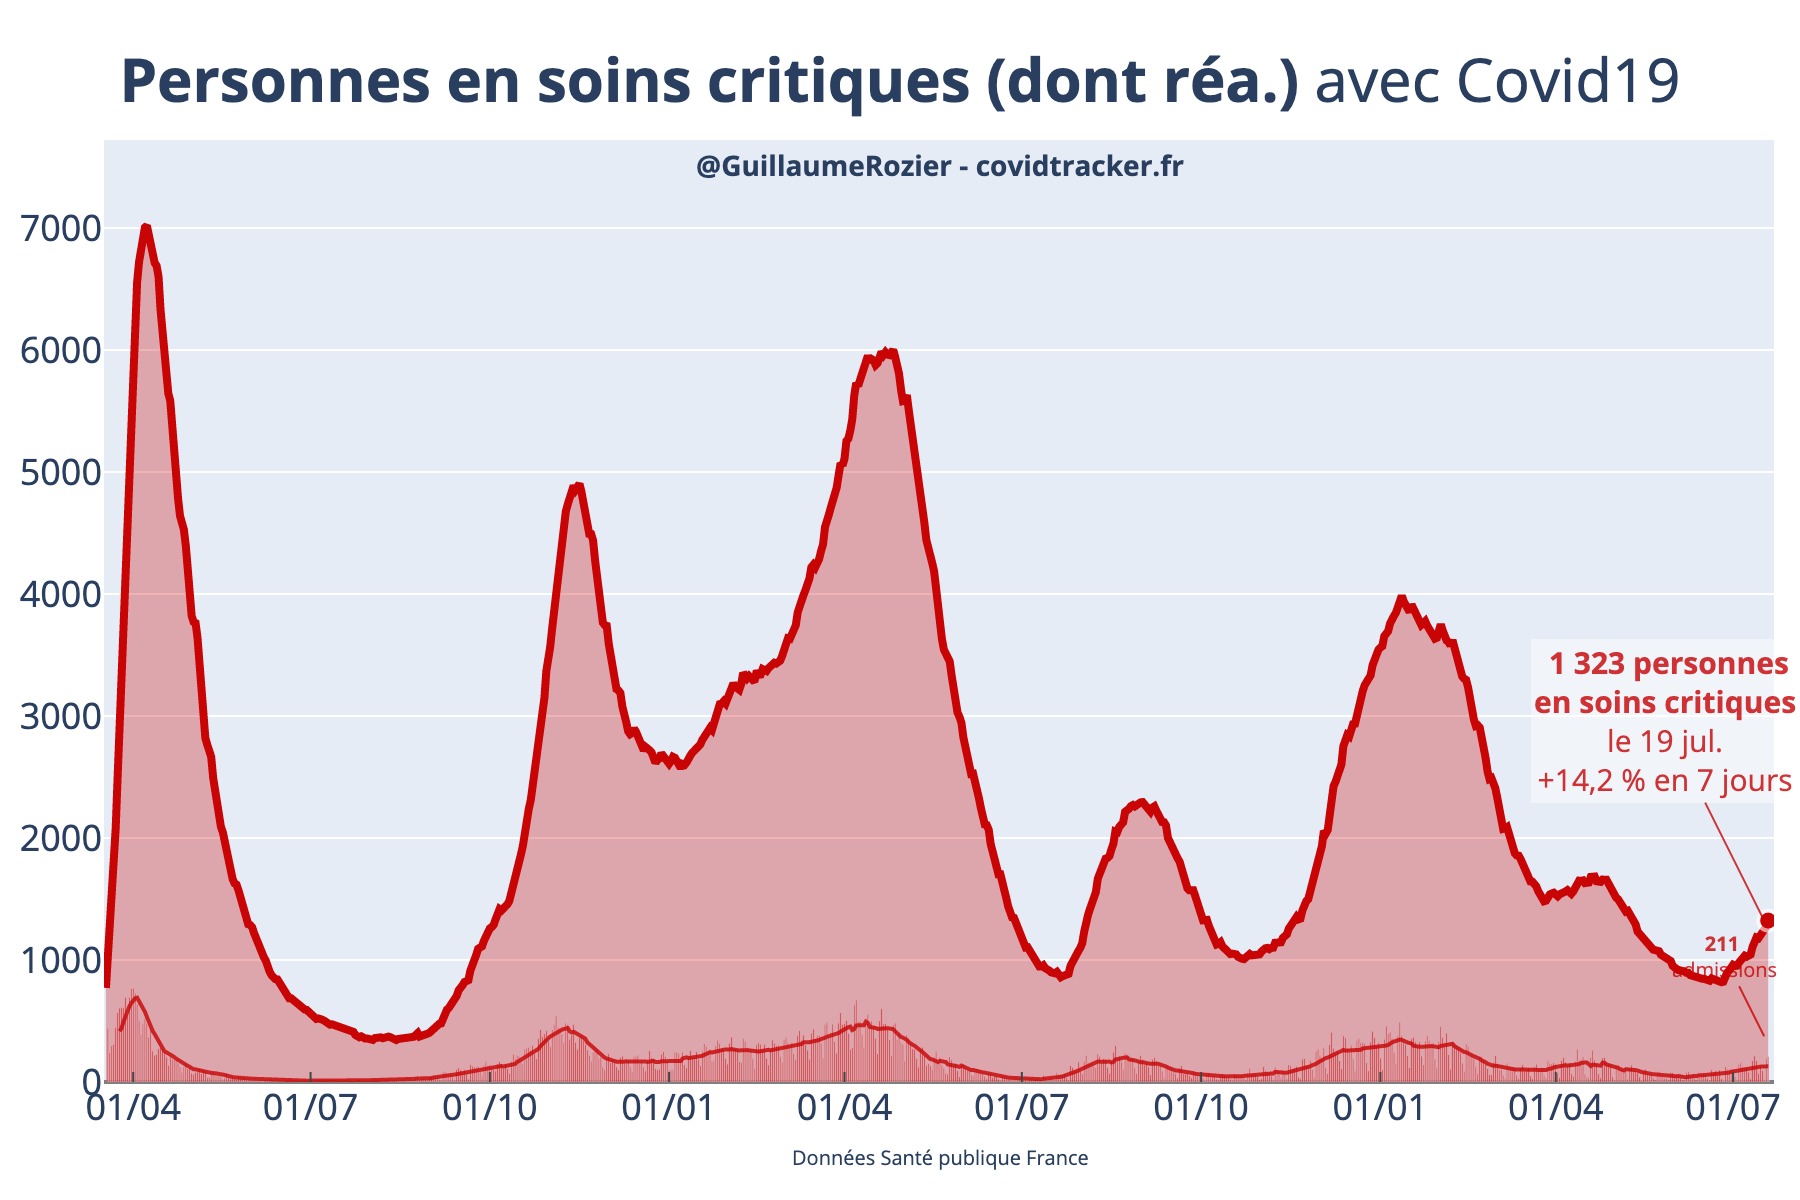 Personnes en soins critiques (dont réa.) avec Covid19
@GuillaumeRozier - covidtracker.fr
7000
6000
5000
4000
3000
2000
1000
0
1 323 personnes
en soins critiques
le 19 jul.
+14,2 % en 7 jours
211
admissions
01/04 01/07 01/10 01/01 01/04 01/07 01/10 01/01 01/04 01/07
Données Santé publique France